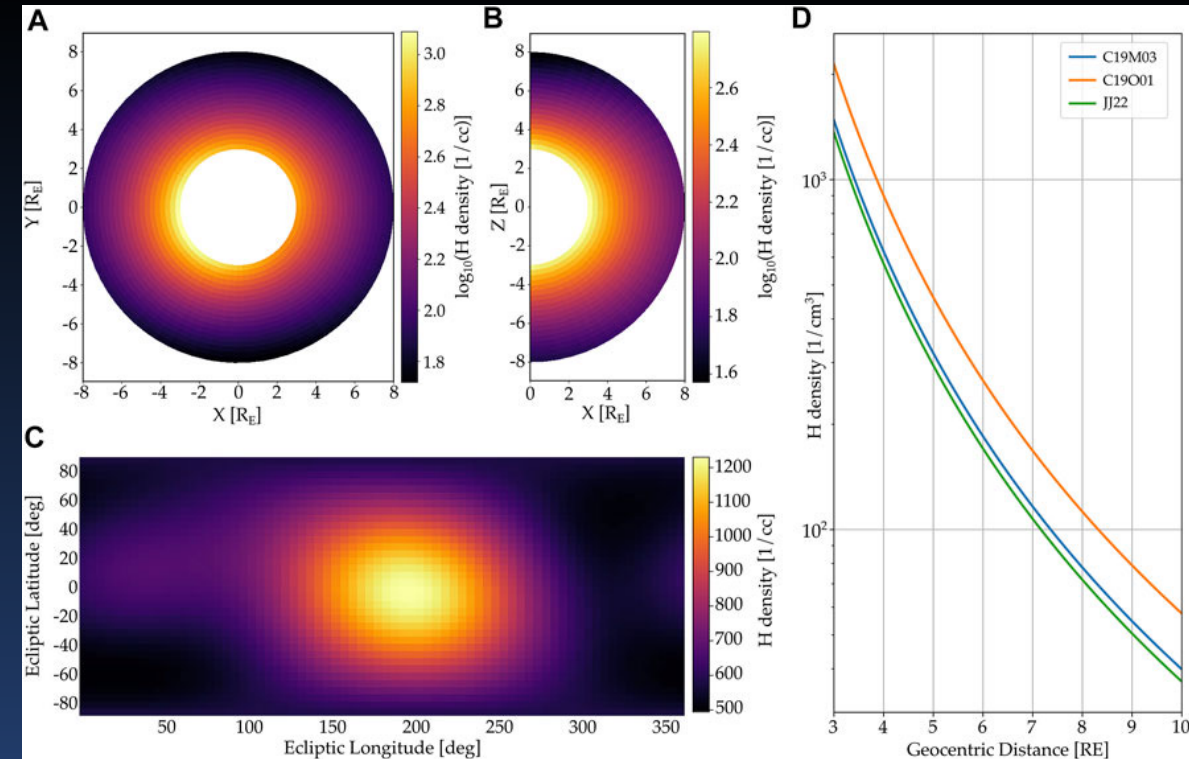 A
8
6
4
2
0
-2
-4
-6
-8
Y [R_E]
-8 -6 -4 -2 0 2 4 6 8
X [R_E]
3.0
2.8
2.6
2.4
2.2
2.0
1.8
log₁₀(H density [1/cc])
B
8
6
4
2
0
-2
-4
-6
-8
Z [R_E]
0 2 4 6 8
X [R_E]
2.6
2.4
2.2
2.0
1.8
1.6
log₁₀(H density [1/cc])
C
80
60
40
20
0
-20
-40
-60
-80
Ecliptic Latitude [deg]
50 100 150 200 250 300 350
Ecliptic Longitude [deg]
1200
1100
1000
900
800
700
600
500
H density [1/cc]
D
C19M03
C19O01
JJ22
10³
10²
H density [1/cm³]
3 4 5 6 7 8 9 10
Geocentric Distance [RE]